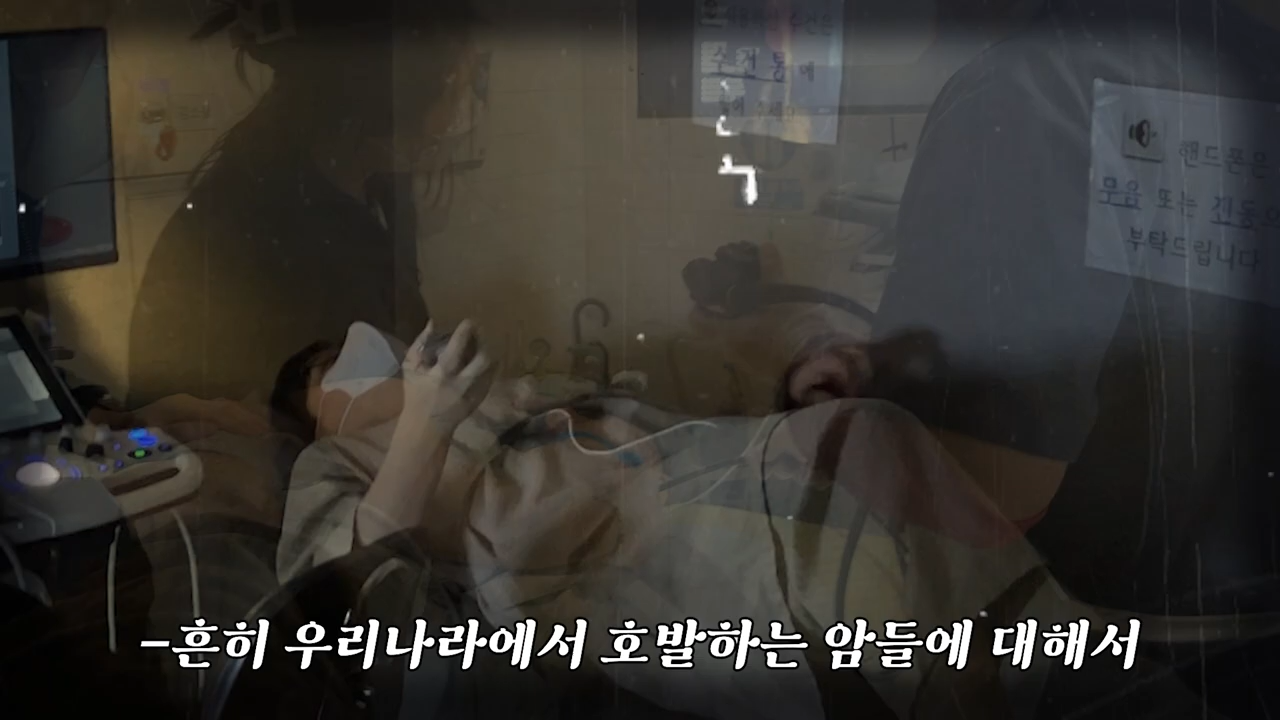 수전통에
핸드폰은
무음 또는 진동으
부탁드립니다
-흔히 우리나라에서 호발하는 암들에 대해서